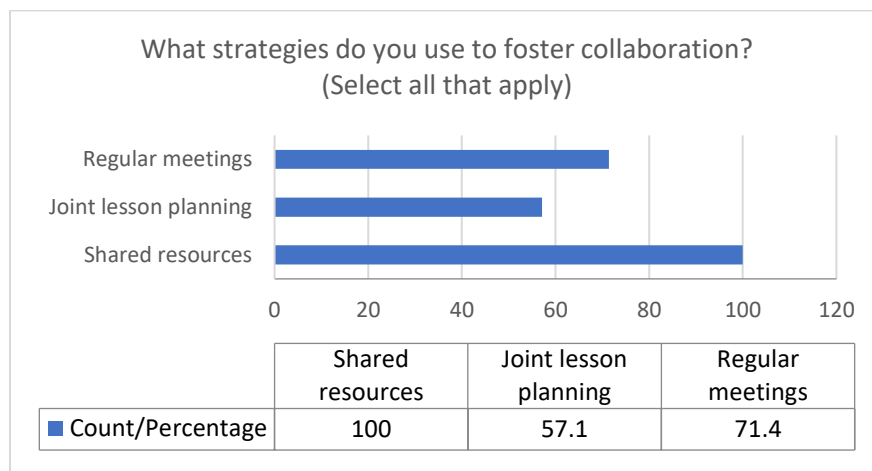 What strategies do you use to foster collaboration?
(Select all that apply)
Regular meetings
Joint lesson planning
Shared resources
0 20 40 60 80 100 120
Shared resources Joint lesson planning Regular meetings
Count/Percentage 100 57.1 71.4